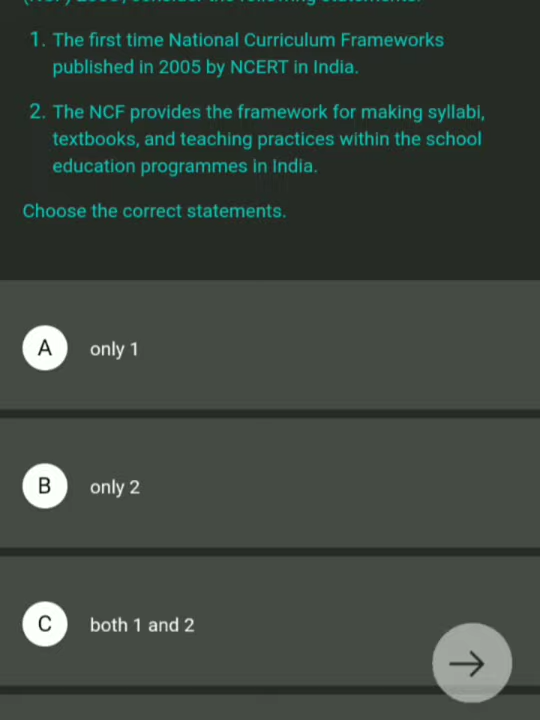 1. The first time National Curriculum Frameworks
published in 2005 by NCERT in India.
2. The NCF provides the framework for making syllabi,
textbooks, and teaching practices within the school
education programmes in India.
Choose the correct statements.
A only 1
B only 2
C both 1 and 2